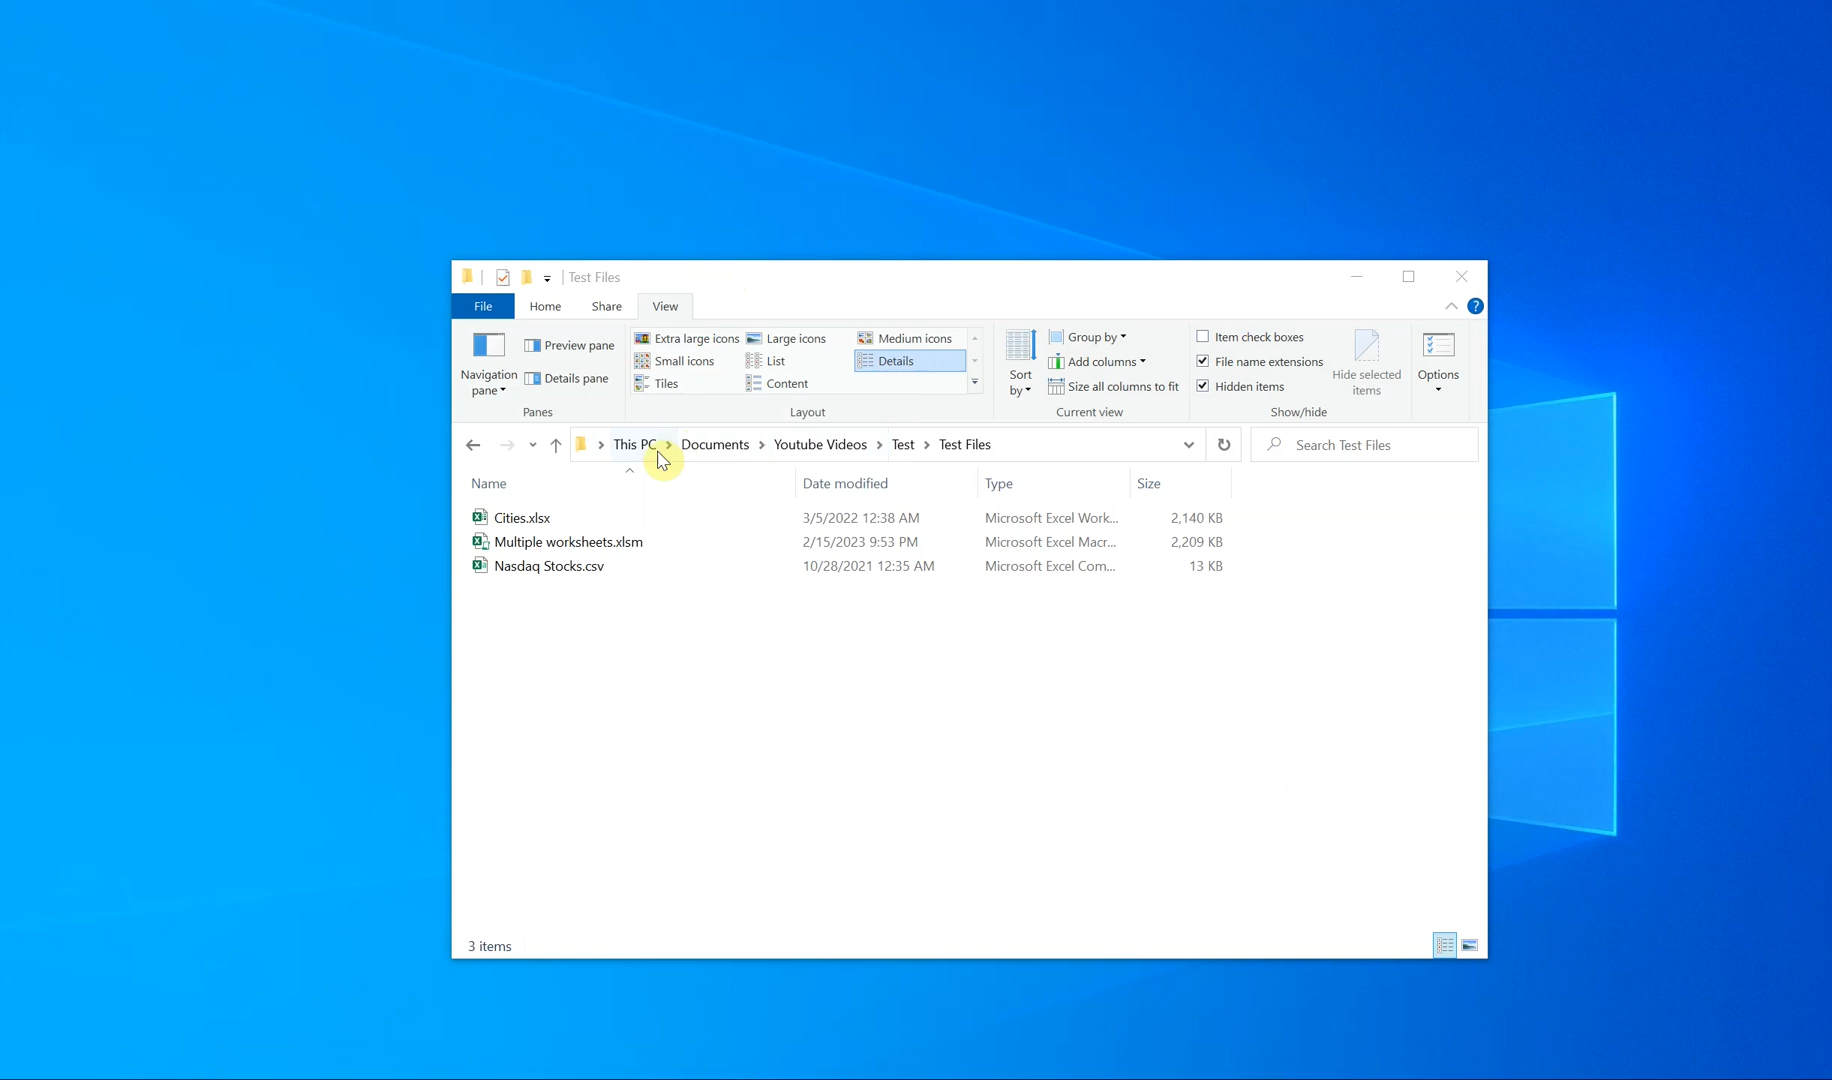 Test Files
File Home Share View ?
Navigation pane
Preview pane
Details pane
Panes
Extra large icons Large icons Medium icons
Small icons List Details
Tiles Content
Layout
Sort by
Group by
Add columns
Size all columns to fit
Current view
Item check boxes
File name extensions
Hidden items
Hide selected items
Show/hide
Options
This PC Documents Youtube Videos Test Test Files Search Test Files
Name Date modified Type Size
Cities.xlsx 3/5/2022 12:38 AM Microsoft Excel Work... 2,140 KB
Multiple worksheets.xlsm 2/15/2023 9:53 PM Microsoft Excel Macr... 2,209 KB
Nasdaq Stocks.csv 10/28/2021 12:35 AM Microsoft Excel Com... 13 KB
3 items